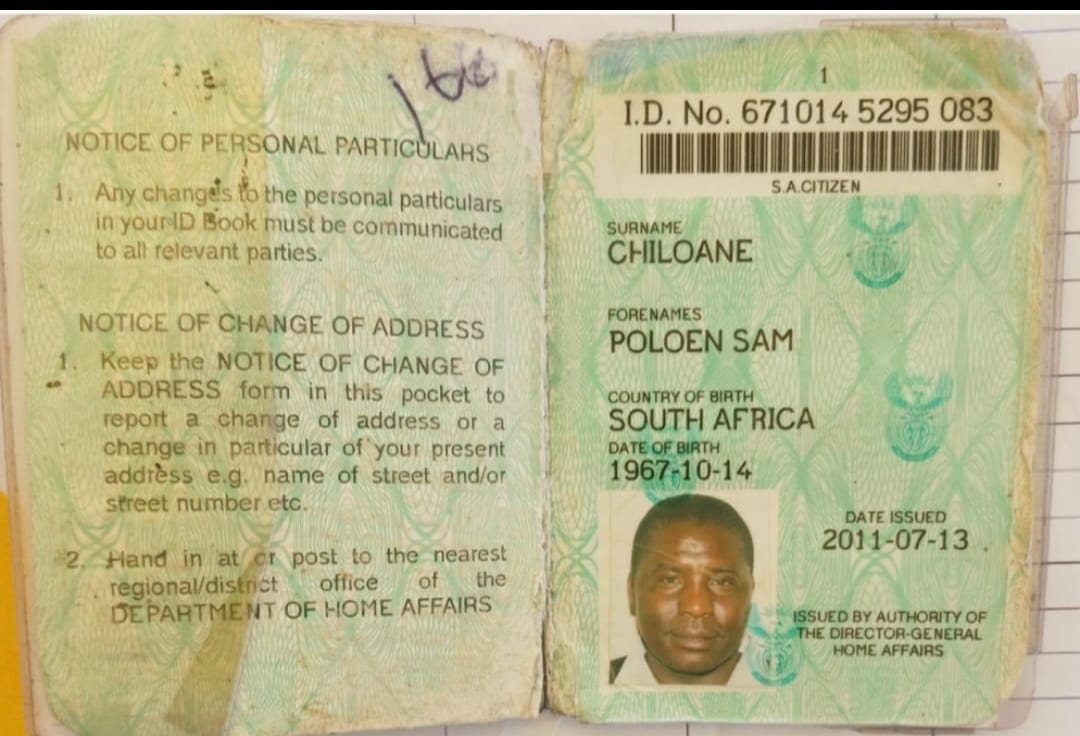 NOTICE OF PERSONAL PARTICULARS
1. Any changes to the personal particulars
in your ID Book must be communicated
to all relevant parties.
NOTICE OF CHANGE OF ADDRESS
1. Keep the NOTICE OF CHANGE OF
ADDRESS form in this pocket to
report a change of address or a
change in particular of your present
address e.g. name of street and/or
street number etc.
2. Hand in at or post to the nearest
regional/district office of the
DEPARTMENT OF HOME AFFAIRS
1
I.D. No. 671014 5295 083
S.A.CITIZEN
SURNAME
CHILOANE
FORENAMES
POLOEN SAM
COUNTRY OF BIRTH
SOUTH AFRICA
DATE OF BIRTH
1967-10-14
DATE ISSUED
2011-07-13
ISSUED BY AUTHORITY OF
THE DIRECTOR-GENERAL
HOME AFFAIRS